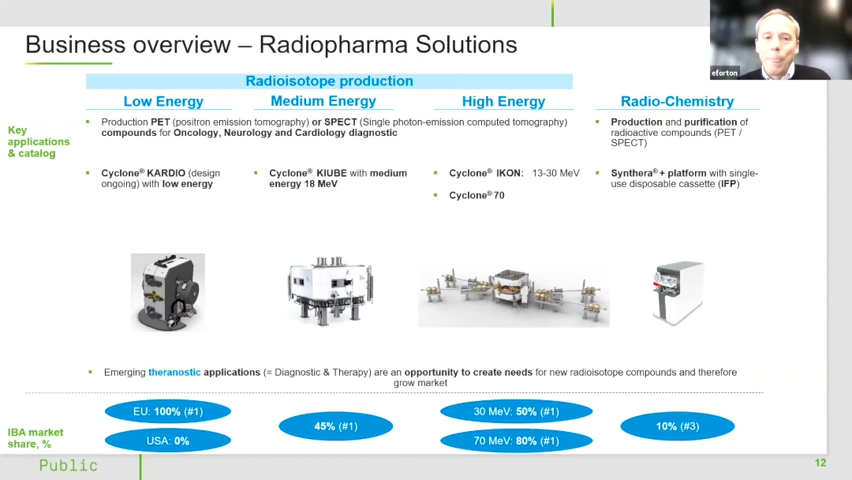 Business overview – Radiopharma Solutions
eforton
Radioisotope production
Low Energy
Medium Energy
High Energy
Radio-Chemistry
Key
applications
& catalog
▪ Production PET (positron emission tomography) or SPECT (Single photon-emission computed tomography)
compounds for Oncology, Neurology and Cardiology diagnostic
▪ Production and purification of
radioactive compounds (PET /
SPECT)
▪ Cyclone® KARDIO (design
ongoing) with low energy
▪ Cyclone® KIUBE with medium
energy 18 MeV
▪ Cyclone® IKON: 13-30 MeV
▪ Cyclone® 70
▪ Synthera® + platform with single-
use disposable cassette (IFP)
▪ Emerging theranostic applications (= Diagnostic & Therapy) are an opportunity to create needs for new radioisotope compounds and therefore
grow market
IBA market
share, %
EU: 100% (#1)
USA: 0%
45% (#1)
30 MeV: 50% (#1)
70 MeV: 80% (#1)
10% (#3)
Public
12